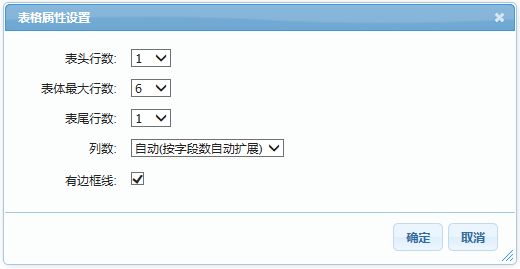 表格属性设置
表头行数: 1
表体最大行数: 6
表尾行数: 1
列数: 自动(按字段数自动扩展)
有边框线:
确定 取消